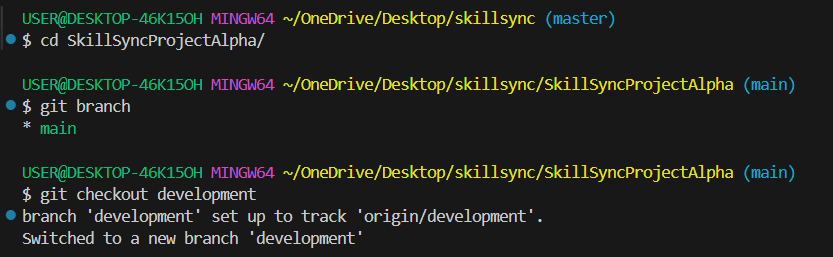 USER@DESKTOP-46K15OH MINGW64 ~/OneDrive/Desktop/skillsync (master)
$ cd SkillSyncProjectAlpha/
USER@DESKTOP-46K15OH MINGW64 ~/OneDrive/Desktop/skillsync/SkillSyncProjectAlpha (main)
$ git branch
* main
USER@DESKTOP-46K15OH MINGW64 ~/OneDrive/Desktop/skillsync/SkillSyncProjectAlpha (main)
$ git checkout development
branch 'development' set up to track 'origin/development'.
Switched to a new branch 'development'